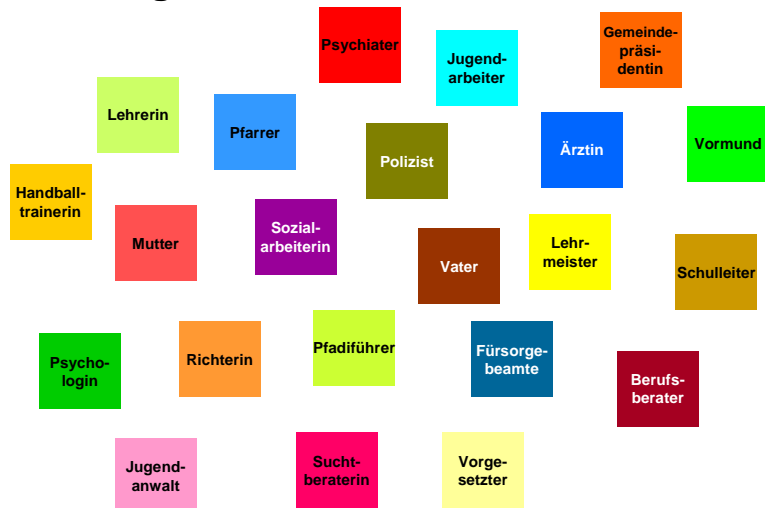 Psychiater
Jugend-
arbeiter
Gemeinde-
präsi-
dentin
Lehrerin
Pfarrer
Polizist
Ärztin
Vormund
Handball-
trainerin
Mutter
Sozial-
arbeiterin
Vater
Lehr-
meister
Schulleiter
Psycho-
login
Richterin
Pfadiführer
Fürsorge-
beamte
Berufs-
berater
Jugend-
anwalt
Sucht-
beraterin
Vorge-
setzter